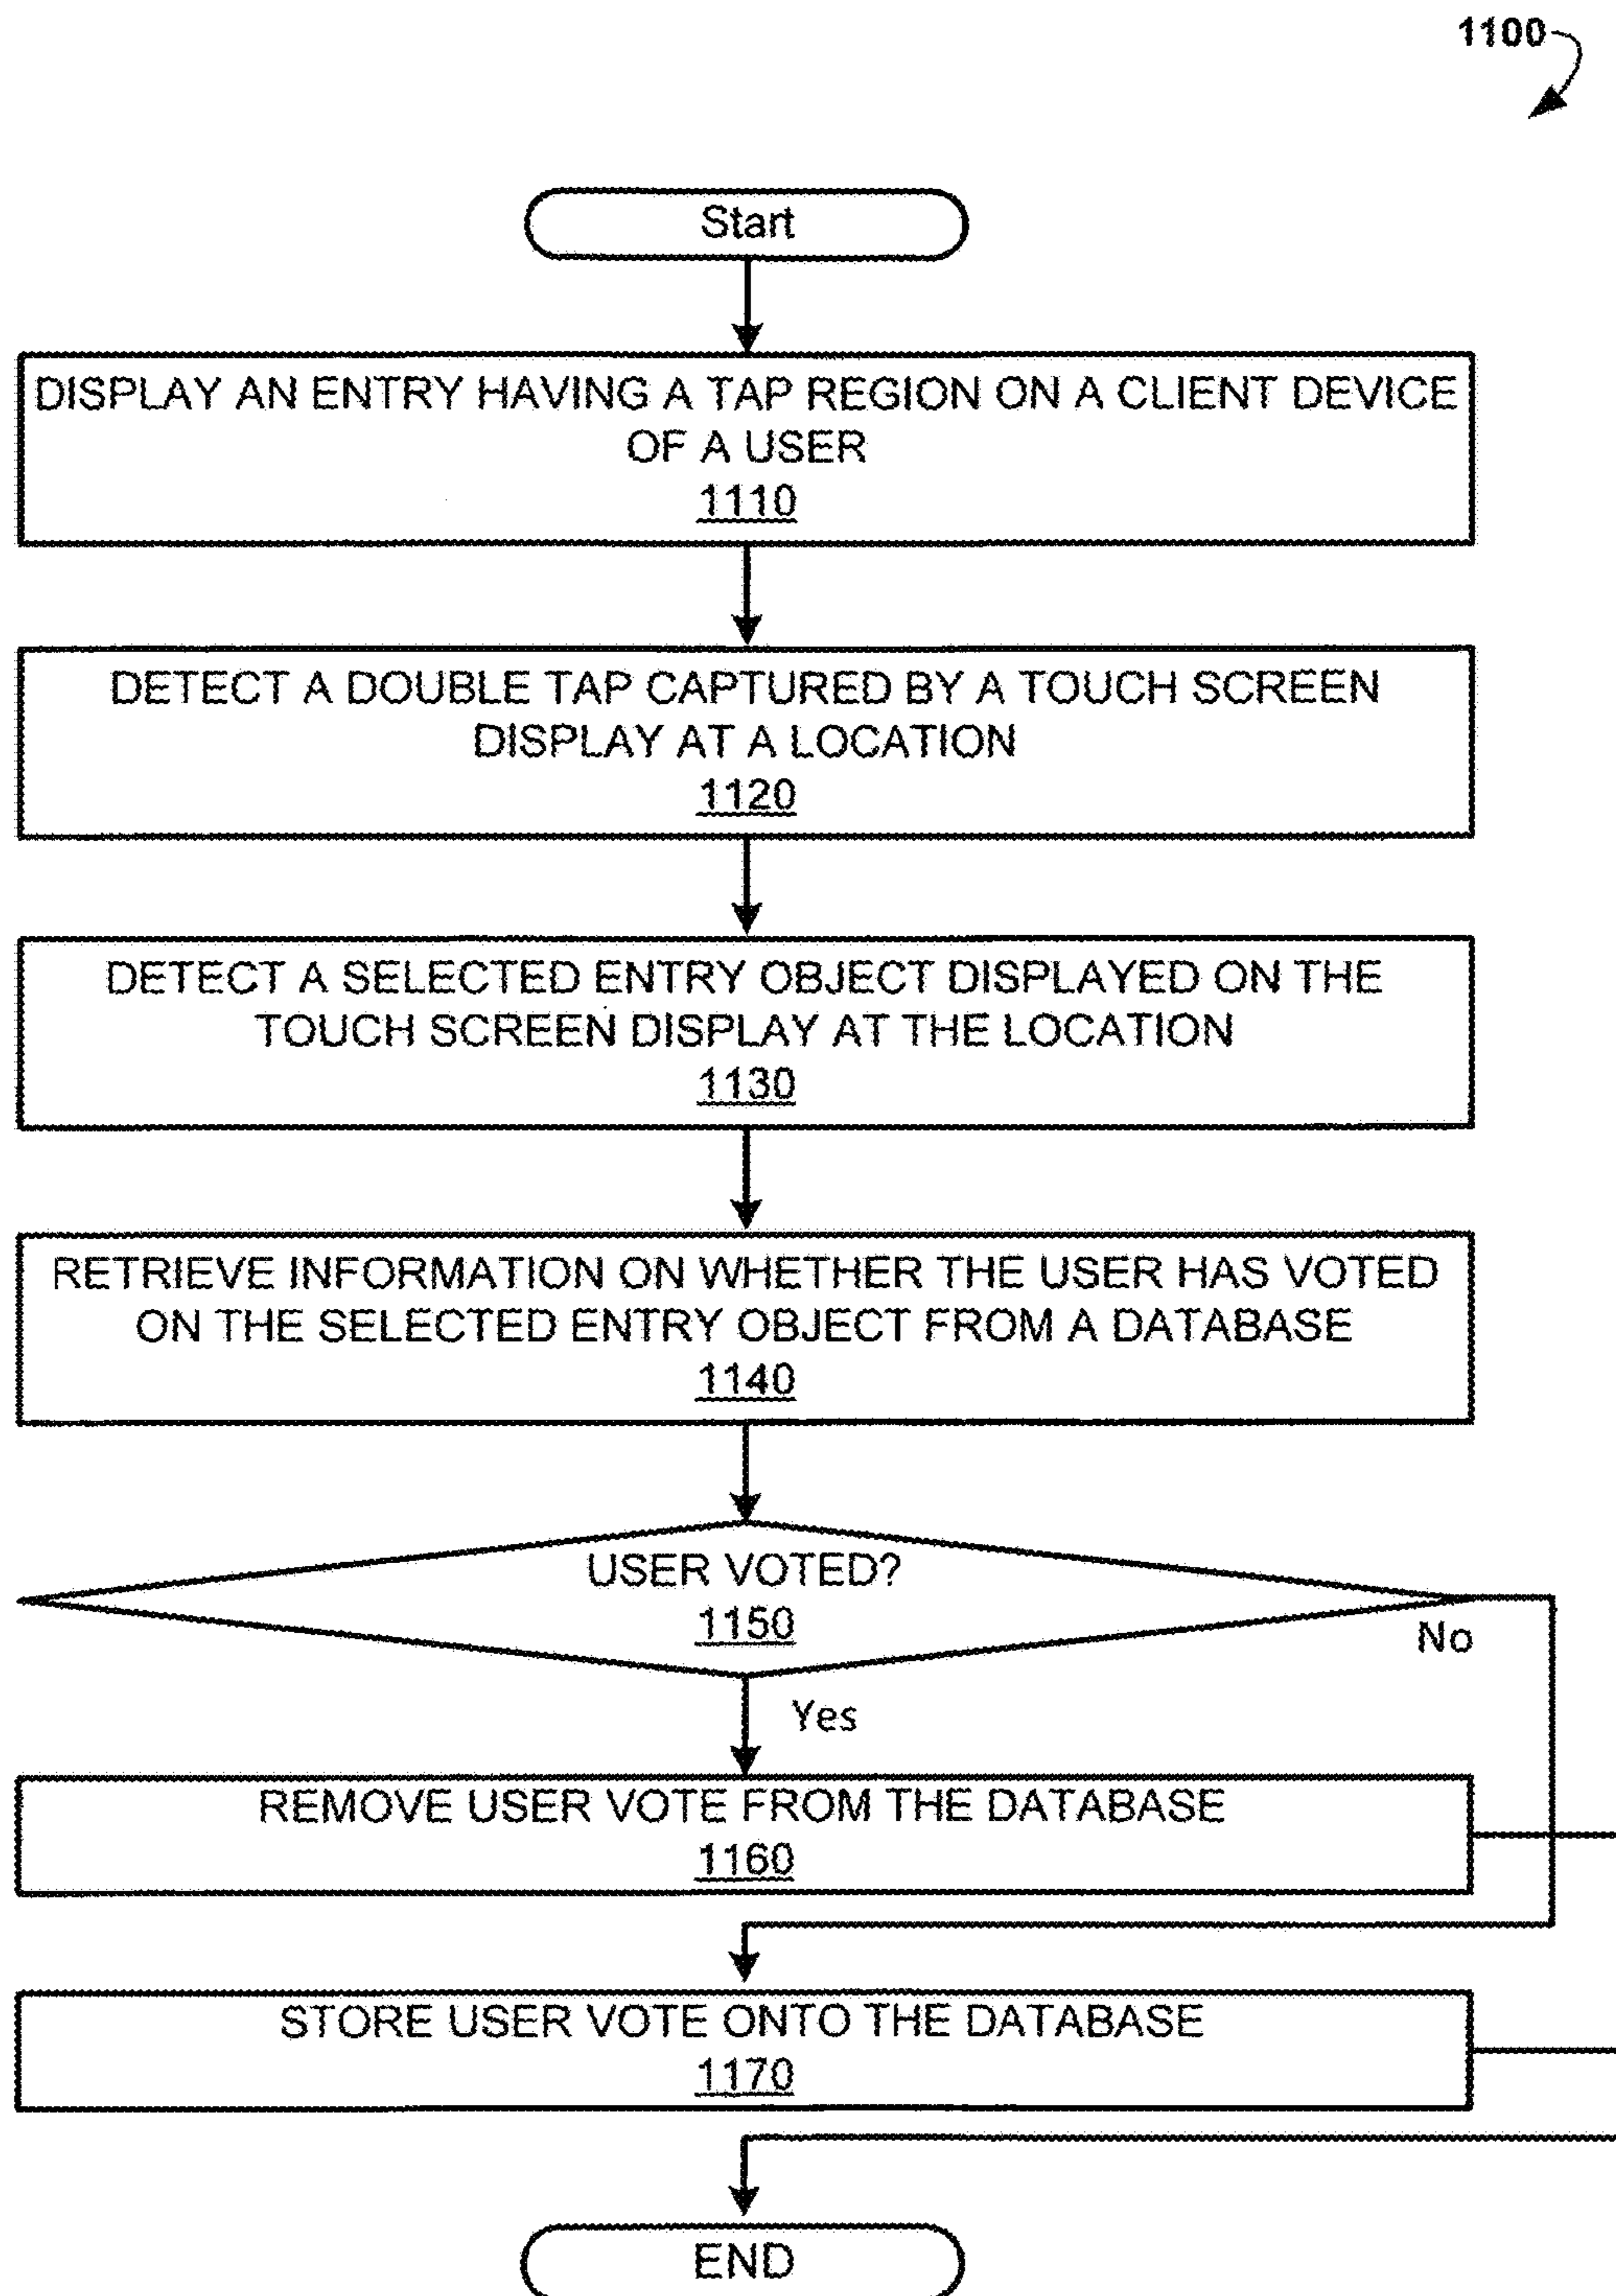 1100
Start
DISPLAY AN ENTRY HAVING A TAP REGION ON A CLIENT DEVICE
OF A USER
1110
DETECT A DOUBLE TAP CAPTURED BY A TOUCH SCREEN
DISPLAY AT A LOCATION
1120
DETECT A SELECTED ENTRY OBJECT DISPLAYED ON THE
TOUCH SCREEN DISPLAY AT THE LOCATION
1130
RETRIEVE INFORMATION ON WHETHER THE USER HAS VOTED
ON THE SELECTED ENTRY OBJECT FROM A DATABASE
1140
USER VOTED?
1150
No
Yes
REMOVE USER VOTE FROM THE DATABASE
1160
STORE USER VOTE ONTO THE DATABASE
1170
END